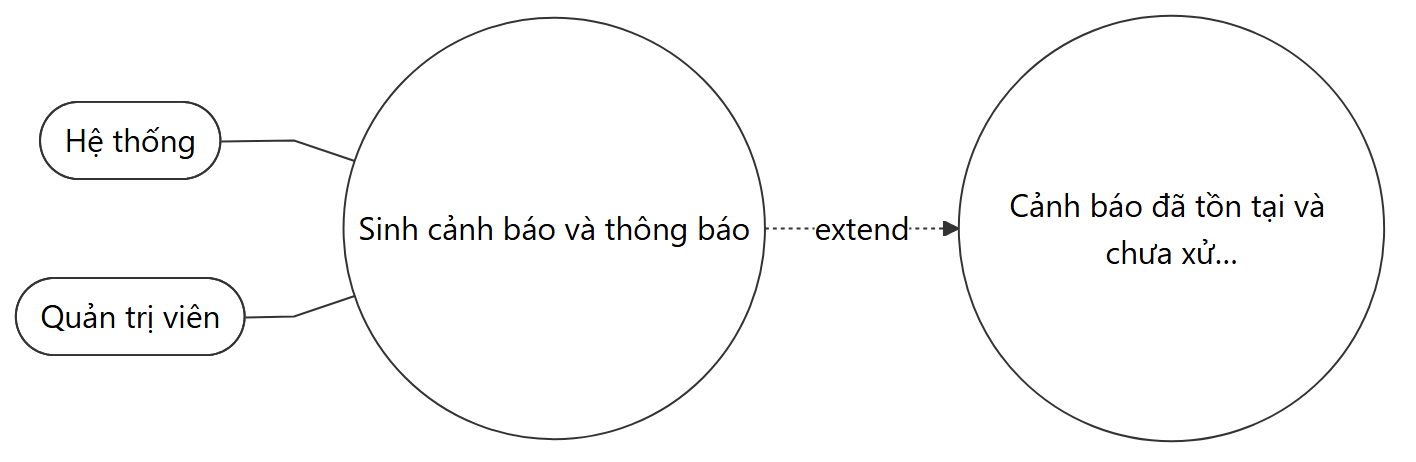 Hệ thống
Quản trị viên
Sinh cảnh báo và thông báo
extend
Cảnh báo đã tồn tại và
chưa xử...